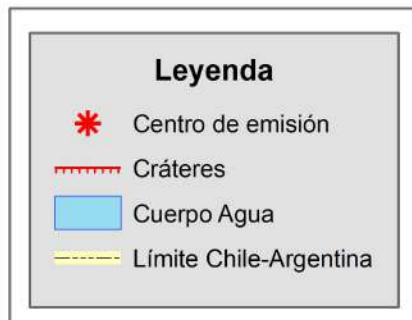 Leyenda
Centro de emisión
Cráteres
Cuerpo Agua
Límite Chile-Argentina